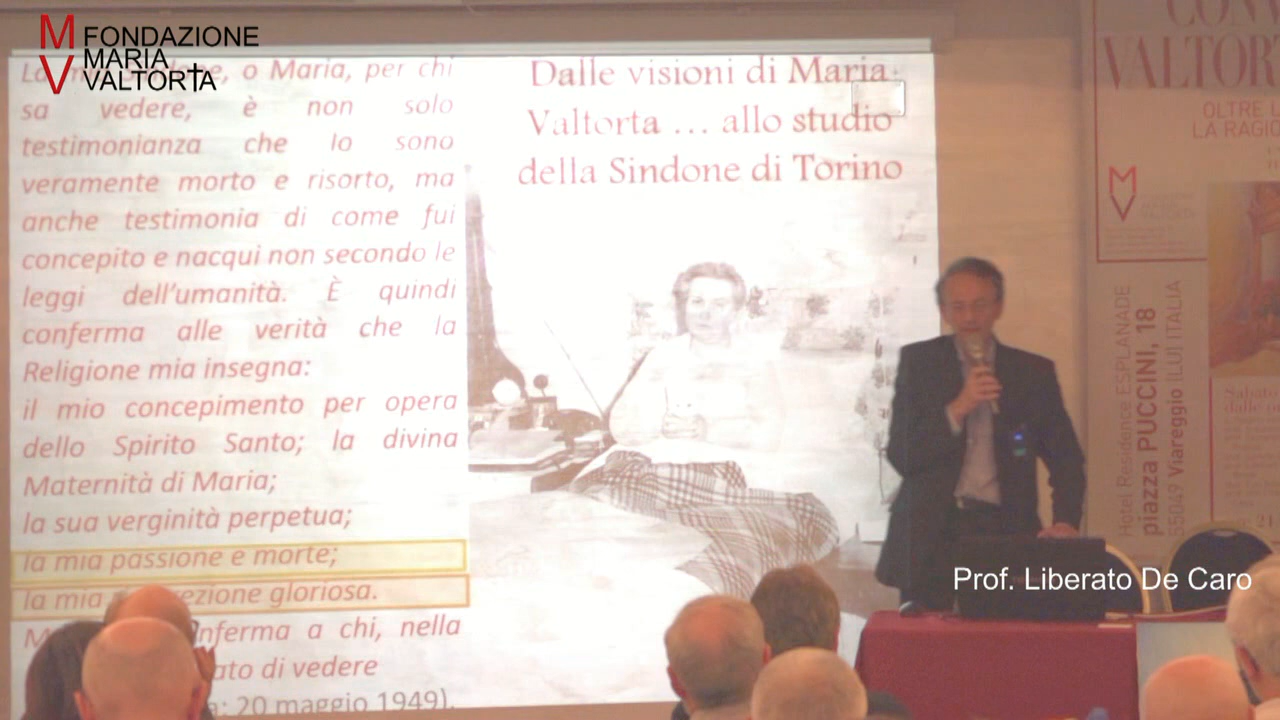 FONDAZIONE
MARIA
VALTORTA
o Maria, per chi
sa vedere, è non solo
testimonianza che lo sono
veramente morto e risorto, ma
anche testimonia di come fui
concepito e nacqui non secondo le
leggi dell'umanità. È quindi
conferma alle verità che la
Religione mia insegna:
il mio concepimento per opera
dello Spirito Santo; la divina
Maternità di Maria;
la sua verginità perpetua;
la mia passione e morte;
la mia gloriosa.
a chi, nella
di vedere
20 maggio 1949).
Dalle visioni di Maria
Valtorta ... allo studio
della Sindone di Torino
VALTOR
OLTRE
LA RAGIO
Hotel Residence ESPLANADE
piazza PUCCINI, 18
55049 Viareggio (LU) ITALIA
Prof. Liberato De Caro